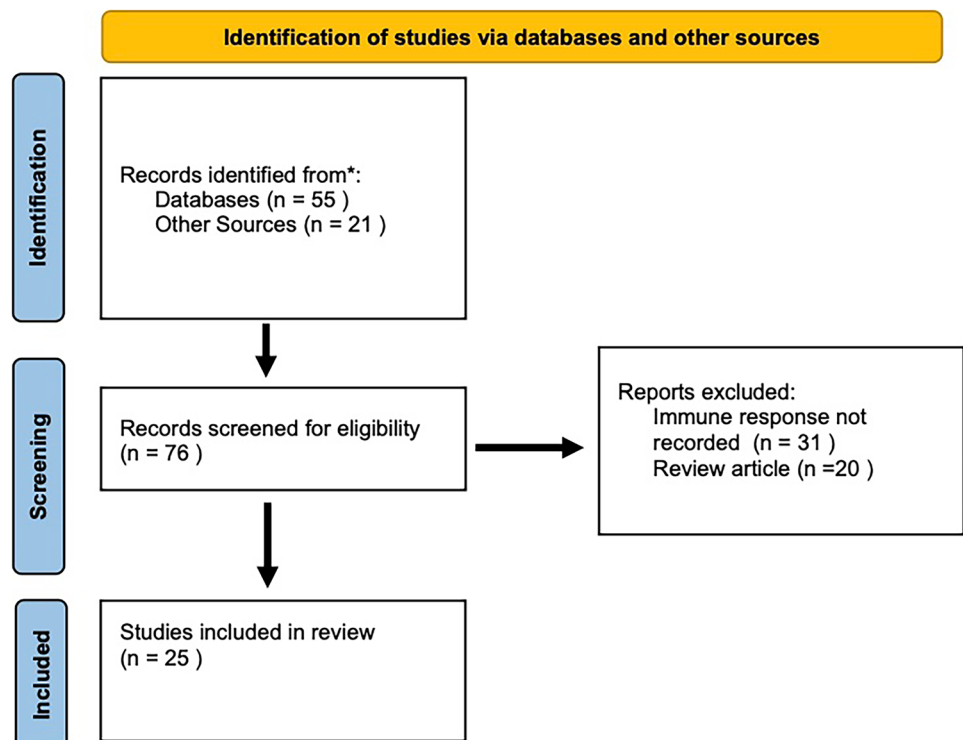 Identification of studies via databases and other sources
Identification
Records identified from*:
Databases (n = 55 )
Other Sources (n = 21 )
Screening
Records screened for eligibility
(n = 76 )
Reports excluded:
Immune response not
recorded  (n = 31 )
Review article (n =20 )
Included
Studies included in review
(n = 25 )